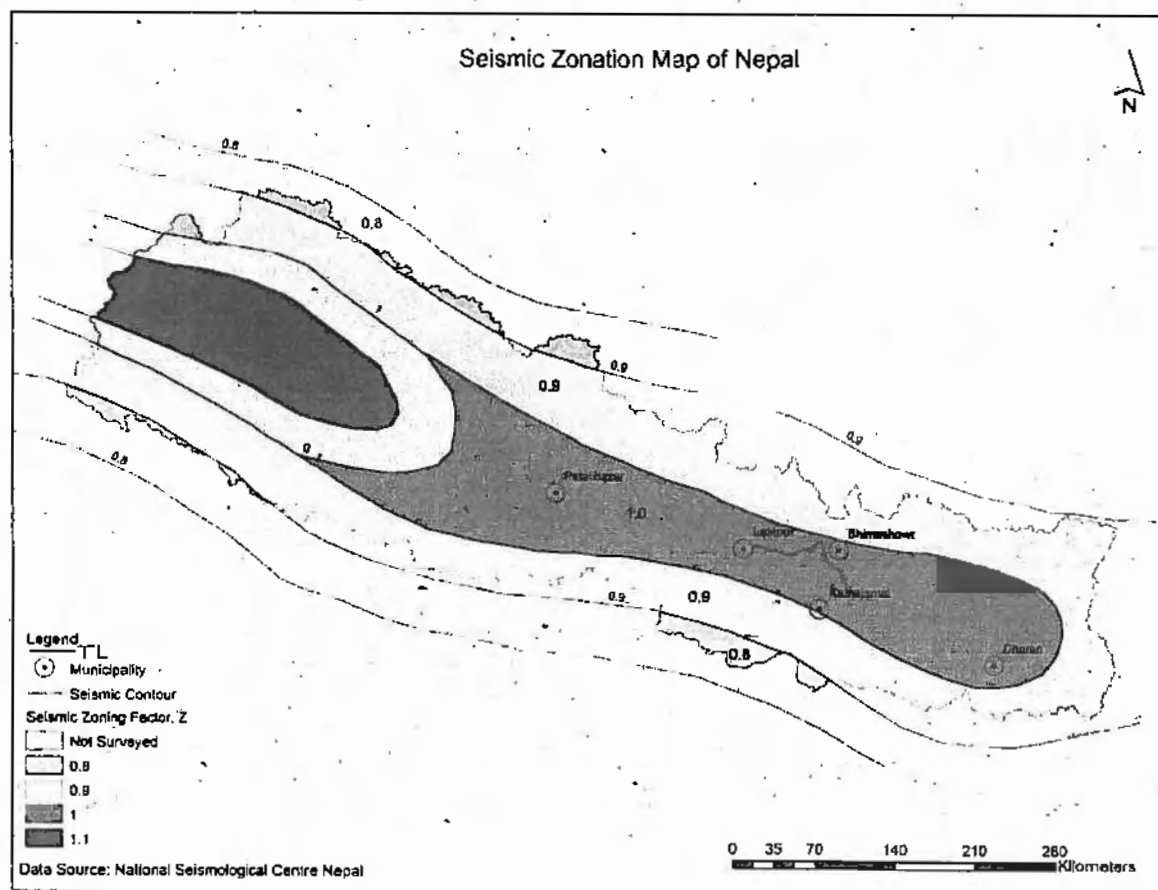 Seismic Zonation Map of Nepal
N
0.8
0.8
0.9
0.9
0.9
0.8
1.0
Bhimeshowr
0.9
0.9
0.8
Dharan
Legend
TL
Municipality
Seismic Contour
Seismic Zoning Factor, Z
Not Surveyed
0.8
0.9
1
1.1
0 35 70 140 210 280
Kilometers
Data Source: National Seismological Centre Nepal